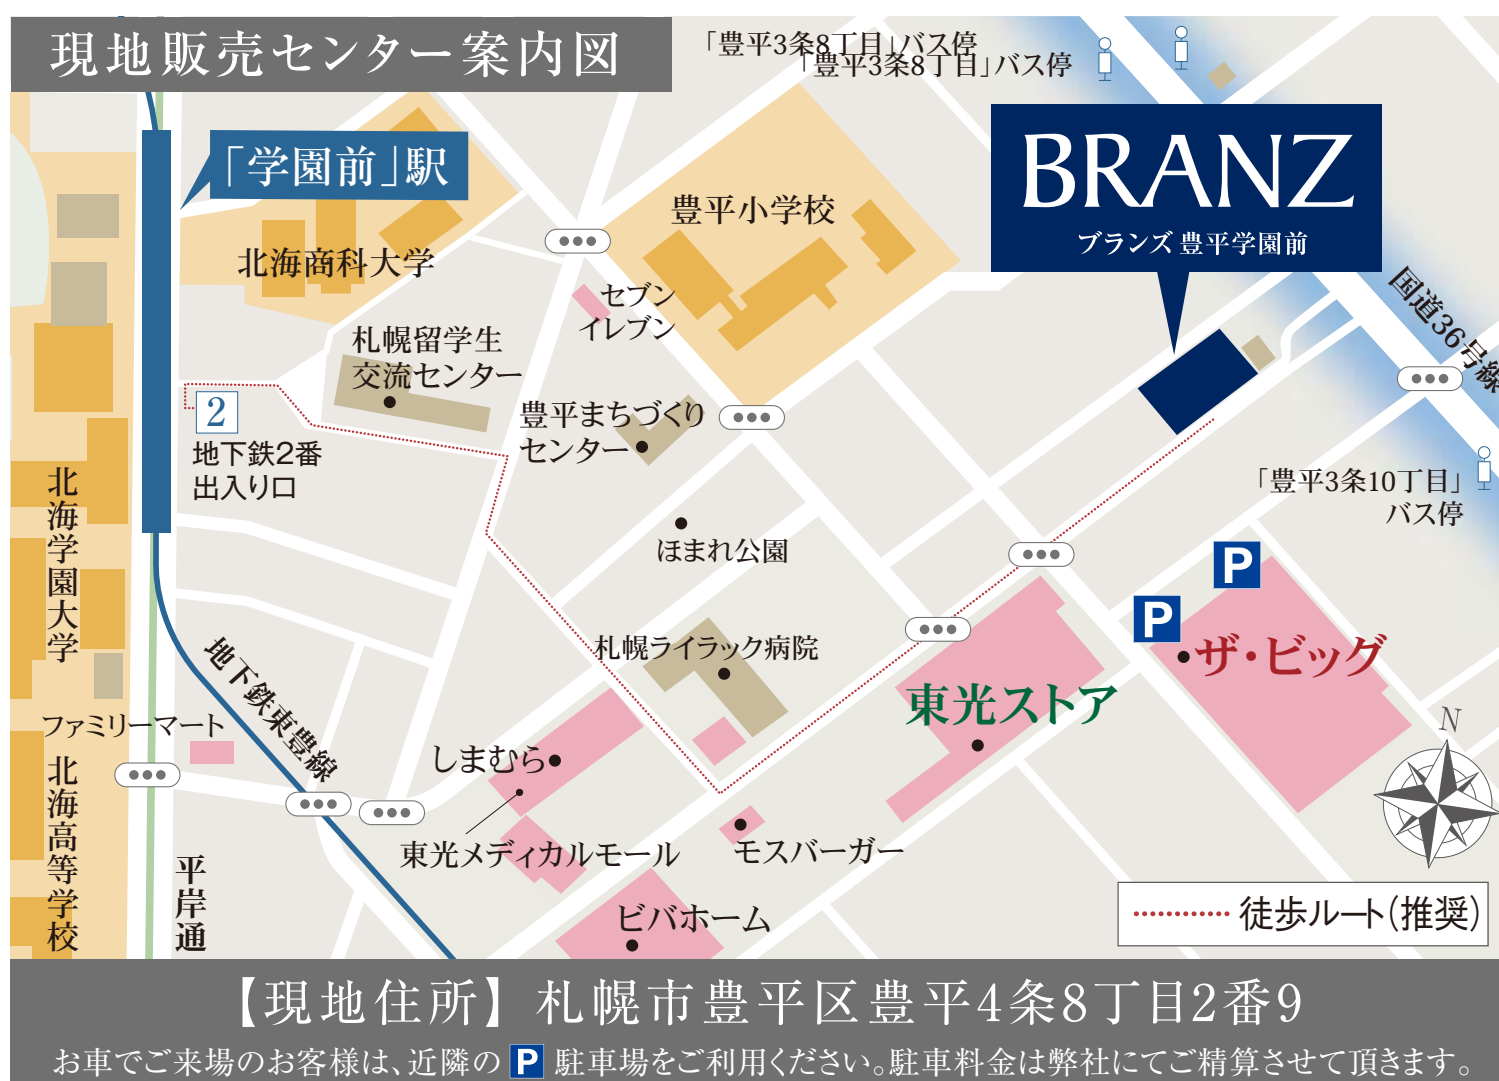 現地販売センター案内図
「豊平3条8丁目」バス停
「豊平3条8丁目」バス停
「学園前」駅
BRANZ
ブランズ 豊平学園前
豊平小学校
北海商科大学
国道36号線
セブン
イレブン
札幌留学生
交流センター
2
地下鉄2番
出入り口
豊平まちづくり
センター
「豊平3条10丁目」
バス停
北海学園大学
ほまれ公園
P
P
ザ・ビッグ
札幌ライラック病院
東光ストア
地下鉄東豊線
ファミリーマート
しまむら
N
北海高等学校
東光メディカルモール
モスバーガー
平岸通
ビバホーム
徒歩ルート(推奨)
【現地住所】札幌市豊平区豊平4条8丁目2番9
お車でご来場のお客様は、近隣の P 駐車場をご利用ください。駐車料金は弊社にてご精算させて頂きます。